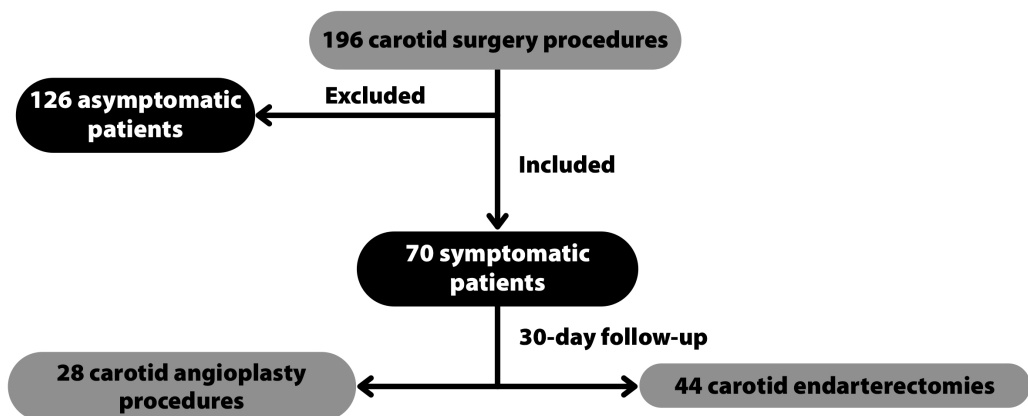 196 carotid surgery procedures
Excluded
126 asymptomatic
patients
Included
70 symptomatic
patients
30-day follow-up
28 carotid angioplasty
procedures
44 carotid endarterectomies